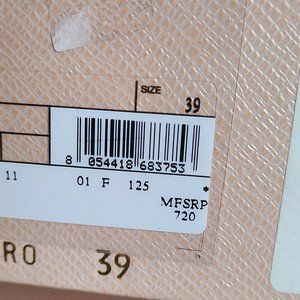 SIZE 39
8 054418 683753
11 01 F 125 *
MFSRP
720
RO 39